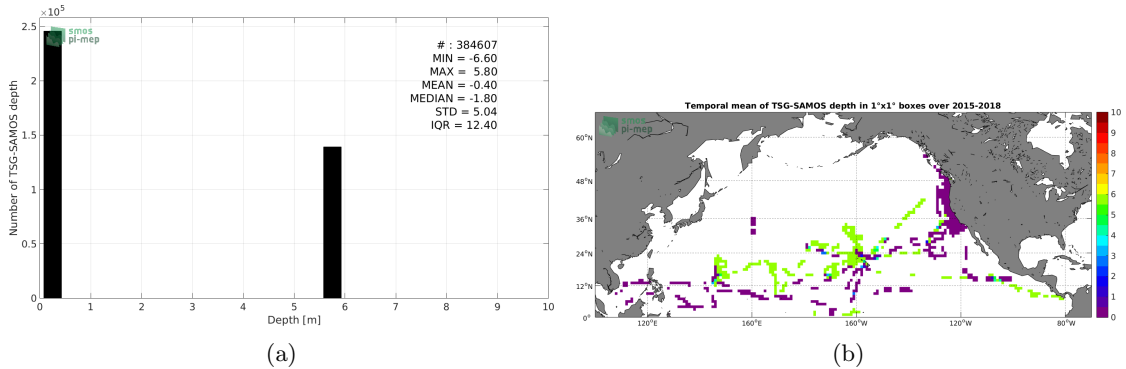 ×10⁵
2.5
2
1.5
1
0.5
0
smos
pi-mep
# : 384607
MIN = -6.60
MAX = 5.80
MEAN = -0.40
MEDIAN = -1.80
STD = 5.04
IQR = 12.40
Number of TSG-SAMOS depth
0 1 2 3 4 5 6 7 8 9 10
Depth [m]
(a)
Temporal mean of TSG-SAMOS depth in 1°x1° boxes over 2015-2018
smos
pi-mep
60°N
48°N
36°N
24°N
12°N
0°
120°E 160°E 160°W 120°W 80°W
10
9
8
7
6
5
4
3
2
1
0
(b)